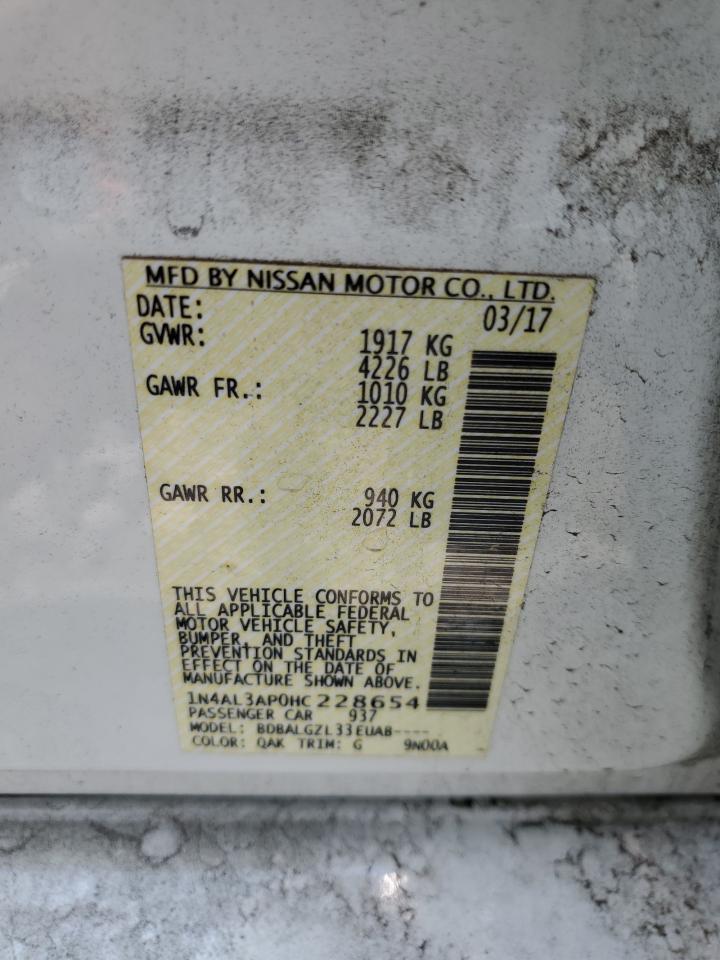 MFD BY NISSAN MOTOR CO., LTD.
DATE: 03/17
GVWR: 1917 KG
4226 LB
GAWR FR.: 1010 KG
2227 LB
GAWR RR.: 940 KG
2072 LB
THIS VEHICLE CONFORMS TO
ALL APPLICABLE FEDERAL
MOTOR VEHICLE SAFETY,
BUMPER, AND THEFT
PREVENTION STANDARDS IN
EFFECT ON THE DATE OF
MANUFACTURE SHOWN ABOVE.
1N4AL3AP0HC228654
PASSENGER CAR 937
MODEL: BDBALGZL33EUAB----
COLOR: QAK TRIM: G 9N00A